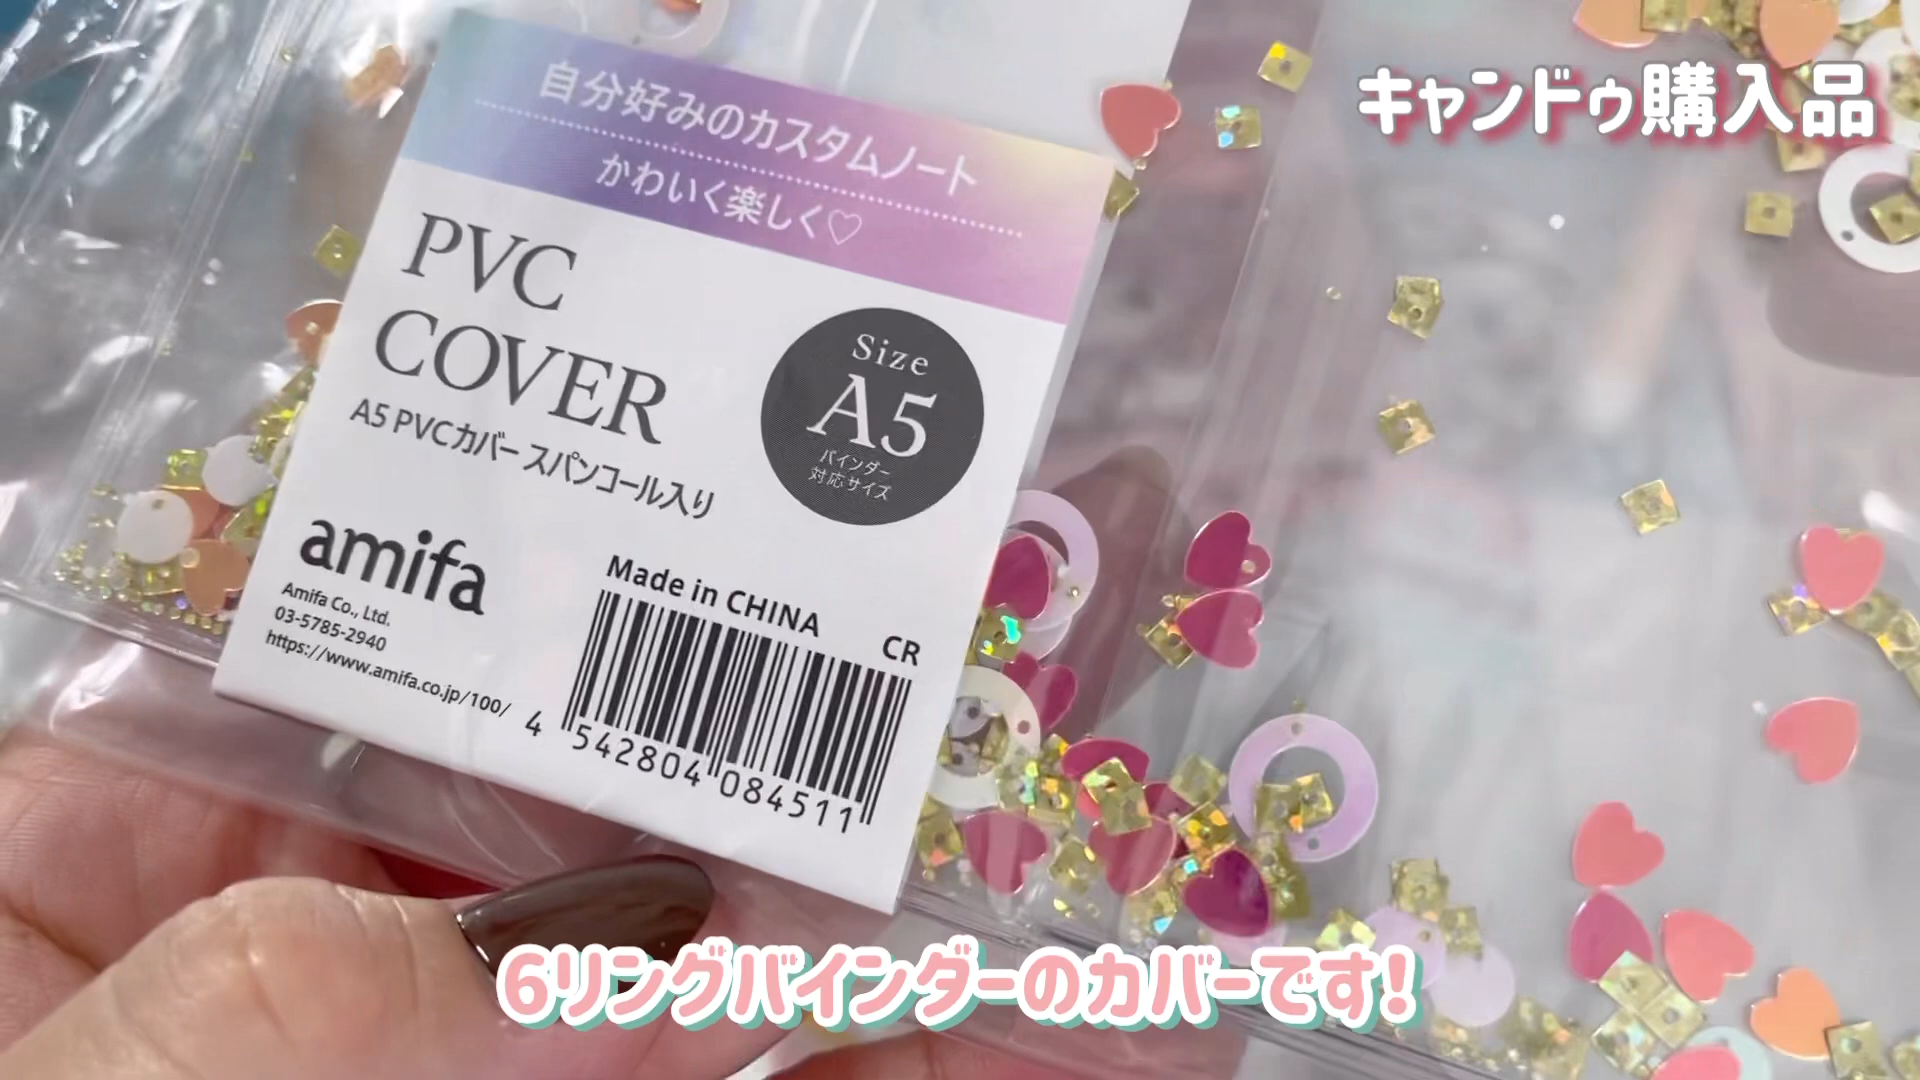 キャンドゥ購入品
自分好みのカスタムノート
かわいく楽しく♡
PVC
COVER
A5 PVCカバー スパンコール入り
Size
A5
バインダー
対応サイズ
amifa
Amifa Co., Ltd.
03-5785-2940
https://www.amifa.co.jp/100/
Made in CHINA
CR
4 542804 084511
6リングバインダーのカバーです!